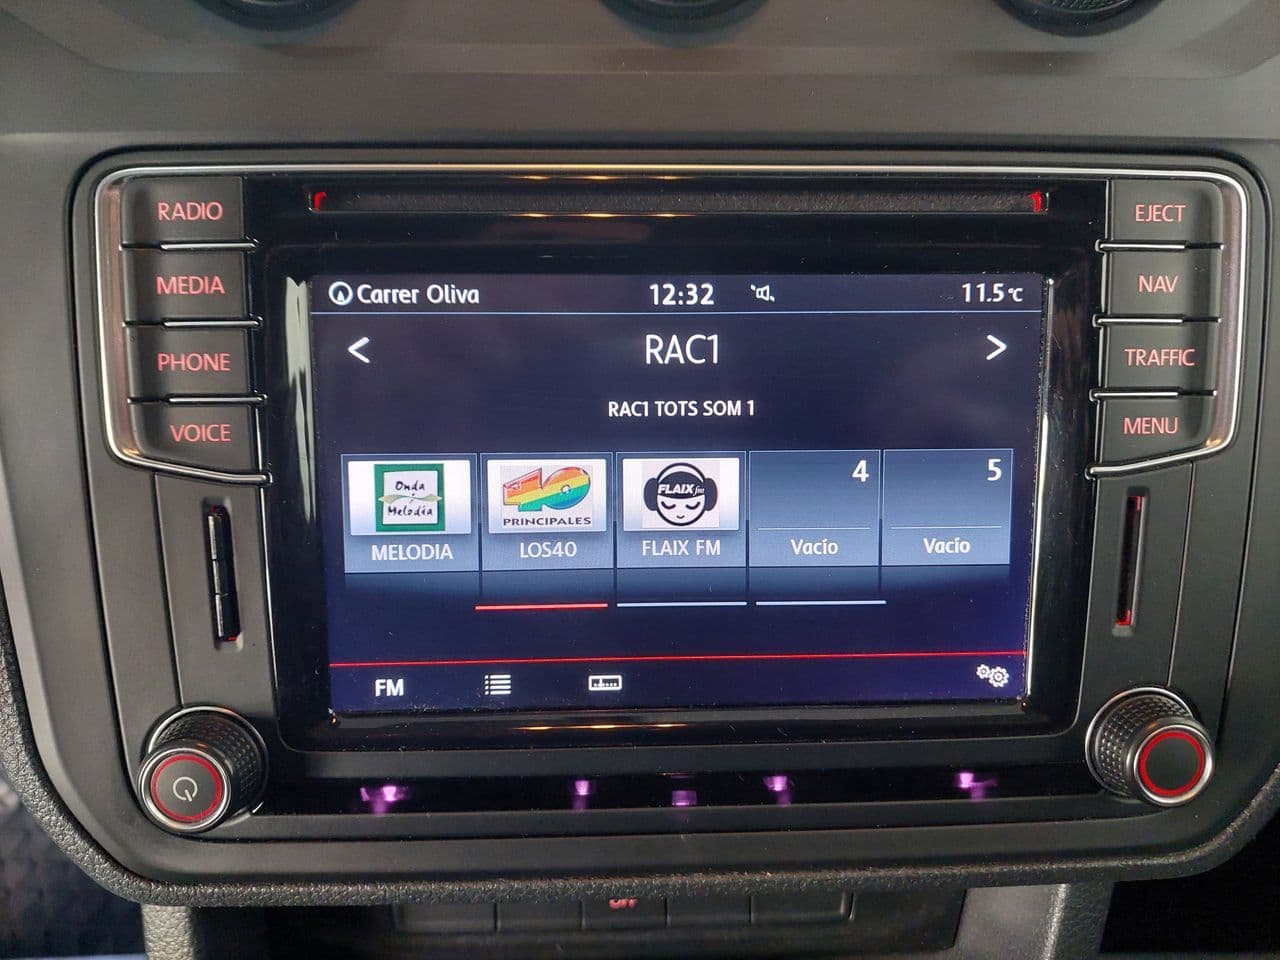 RADIO
MEDIA
PHONE
VOICE
EJECT
NAV
TRAFFIC
MENU
Carrer Oliva 12:32 11.5°C
< RAC1 >
RAC1 TOTS SOM 1
Onda
Melodía
MELODIA
40
PRINCIPALES
LOS40
FLAIX fm
FLAIX FM
4
Vacío
5
Vacío
FM
OFF